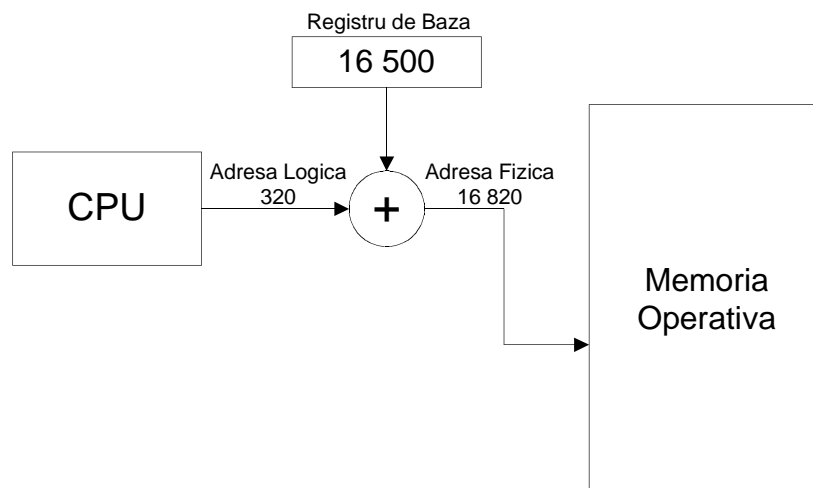 Registru de Baza
16 500
Adresa Logica
320
Adresa Fizica
16 820
CPU
+
Memoria
Operativa